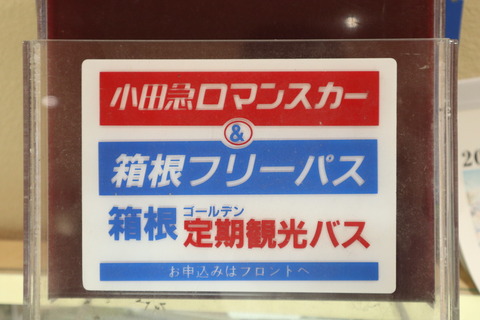 小田急ロマンスカー
&
箱根フリーパス
ゴールデン
箱根定期観光バス
お申込みはフロントへ
20